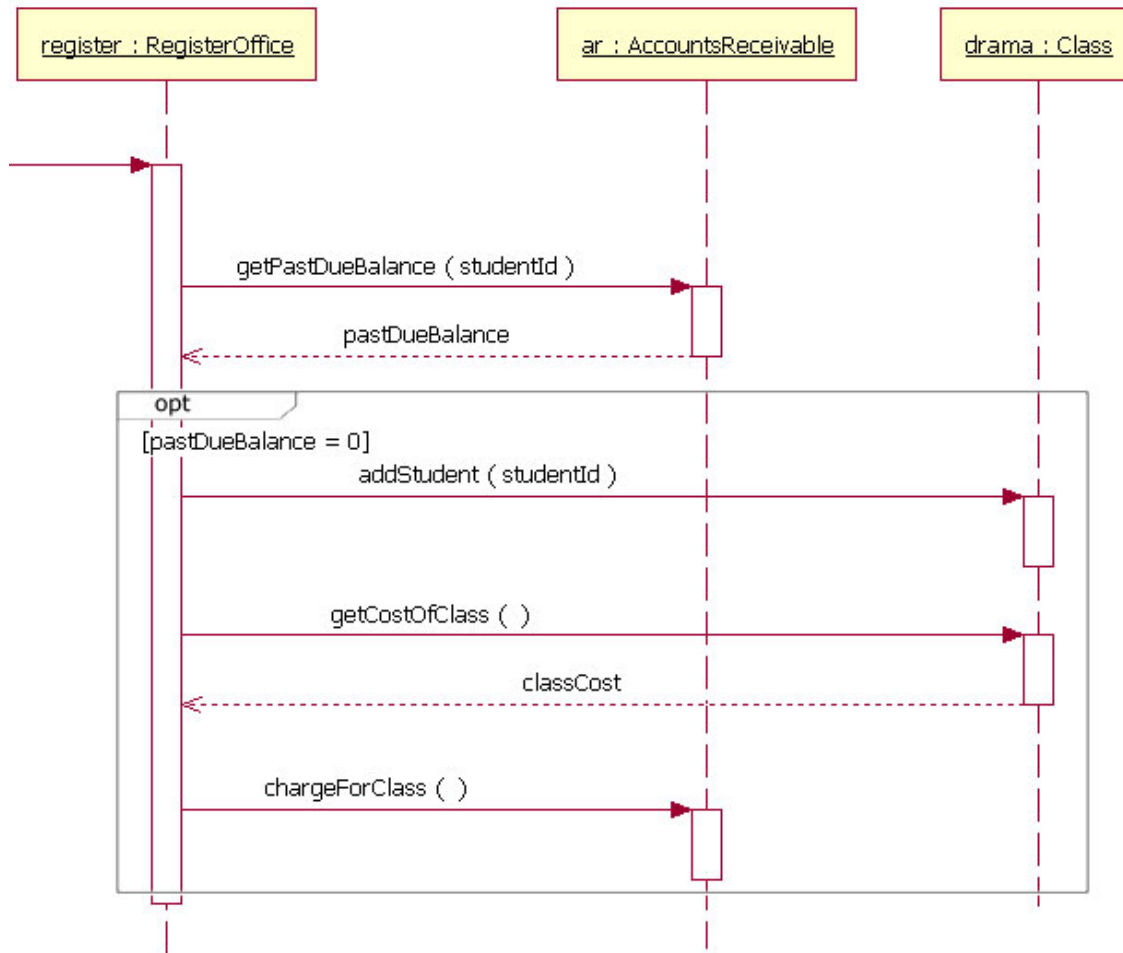 register : RegisterOffice
ar : AccountsReceivable
drama : Class
getPastDueBalance ( studentId )
pastDueBalance
opt
[pastDueBalance = 0]
addStudent ( studentId )
getCostOfClass ( )
classCost
chargeForClass ( )